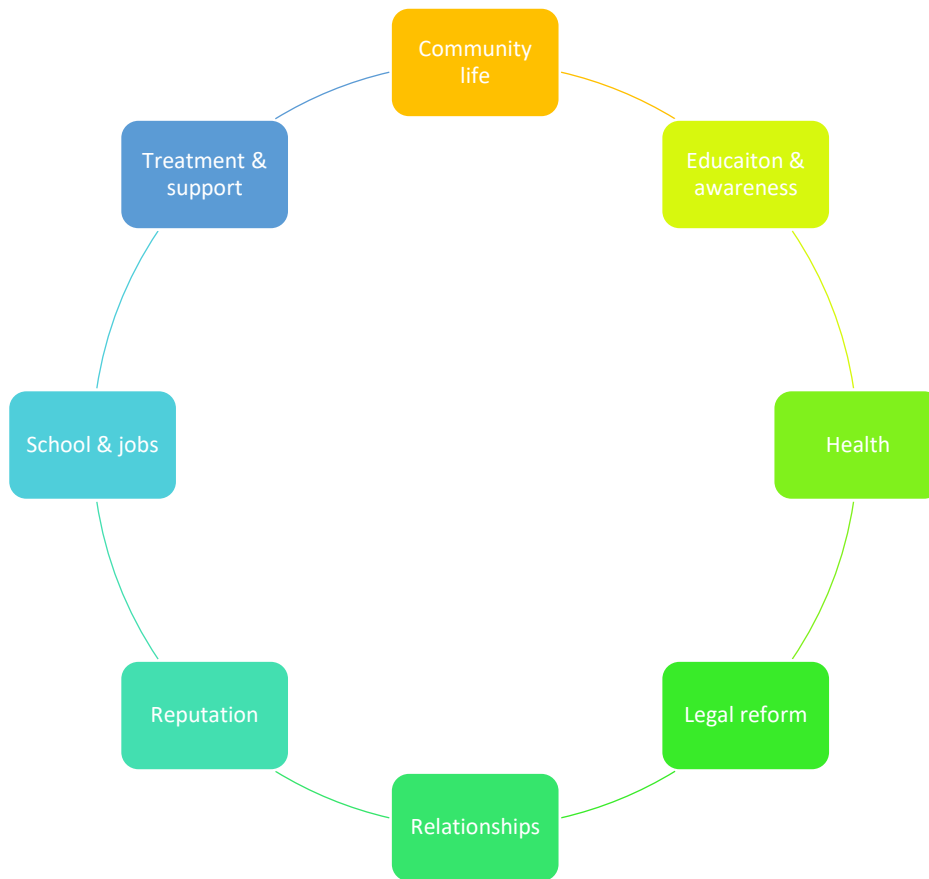 Community
life
Educaiton &
awareness
Health
Legal reform
Relationships
Reputation
School & jobs
Treatment &
support